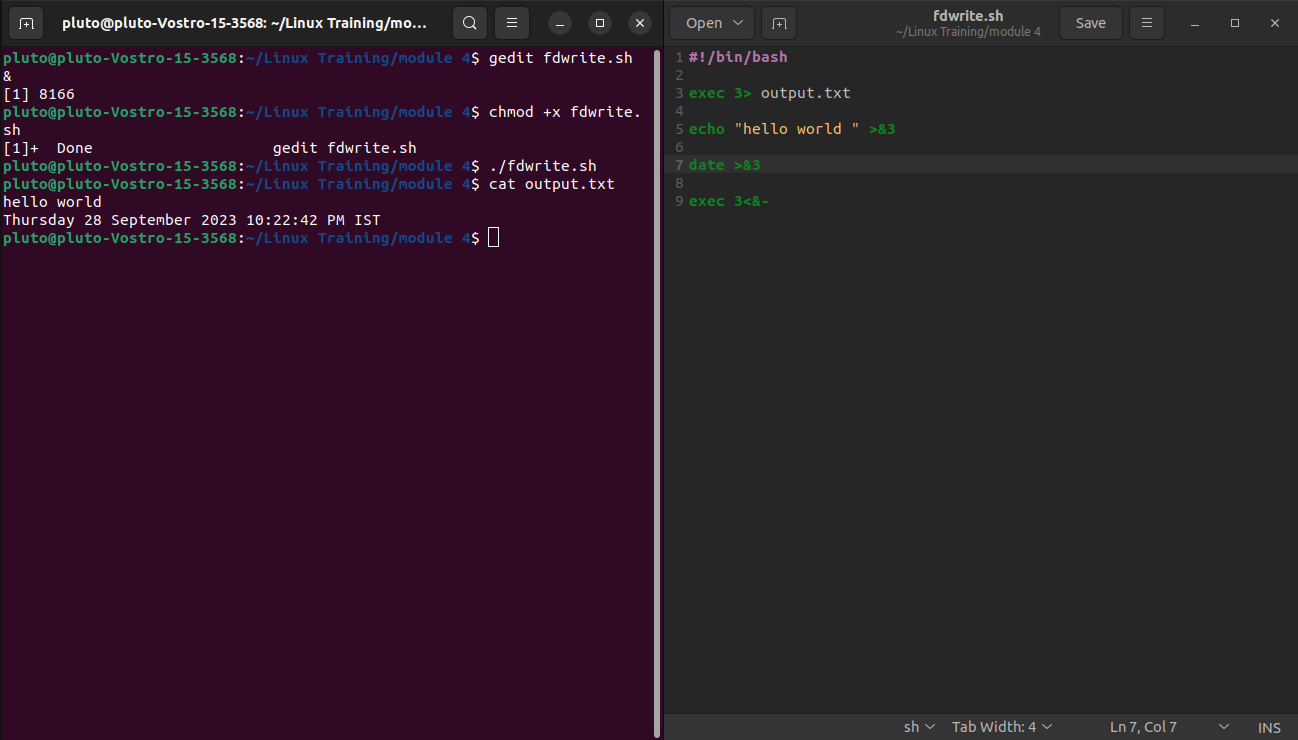 pluto@pluto-Vostro-15-3568: ~/Linux Training/mo...
pluto@pluto-Vostro-15-3568:~/Linux Training/module 4$ gedit fdwrite.sh
&
[1] 8166
pluto@pluto-Vostro-15-3568:~/Linux Training/module 4$ chmod +x fdwrite.
sh
[1]+  Done                    gedit fdwrite.sh
pluto@pluto-Vostro-15-3568:~/Linux Training/module 4$ ./fdwrite.sh
pluto@pluto-Vostro-15-3568:~/Linux Training/module 4$ cat output.txt
hello world
Thursday 28 September 2023 10:22:42 PM IST
pluto@pluto-Vostro-15-3568:~/Linux Training/module 4$
Open
fdwrite.sh
~/Linux Training/module 4
Save
1 #!/bin/bash
2
3 exec 3> output.txt
4
5 echo "hello world " >&3
6
7 date >&3
8
9 exec 3<&-
sh
Tab Width: 4
Ln 7, Col 7
INS